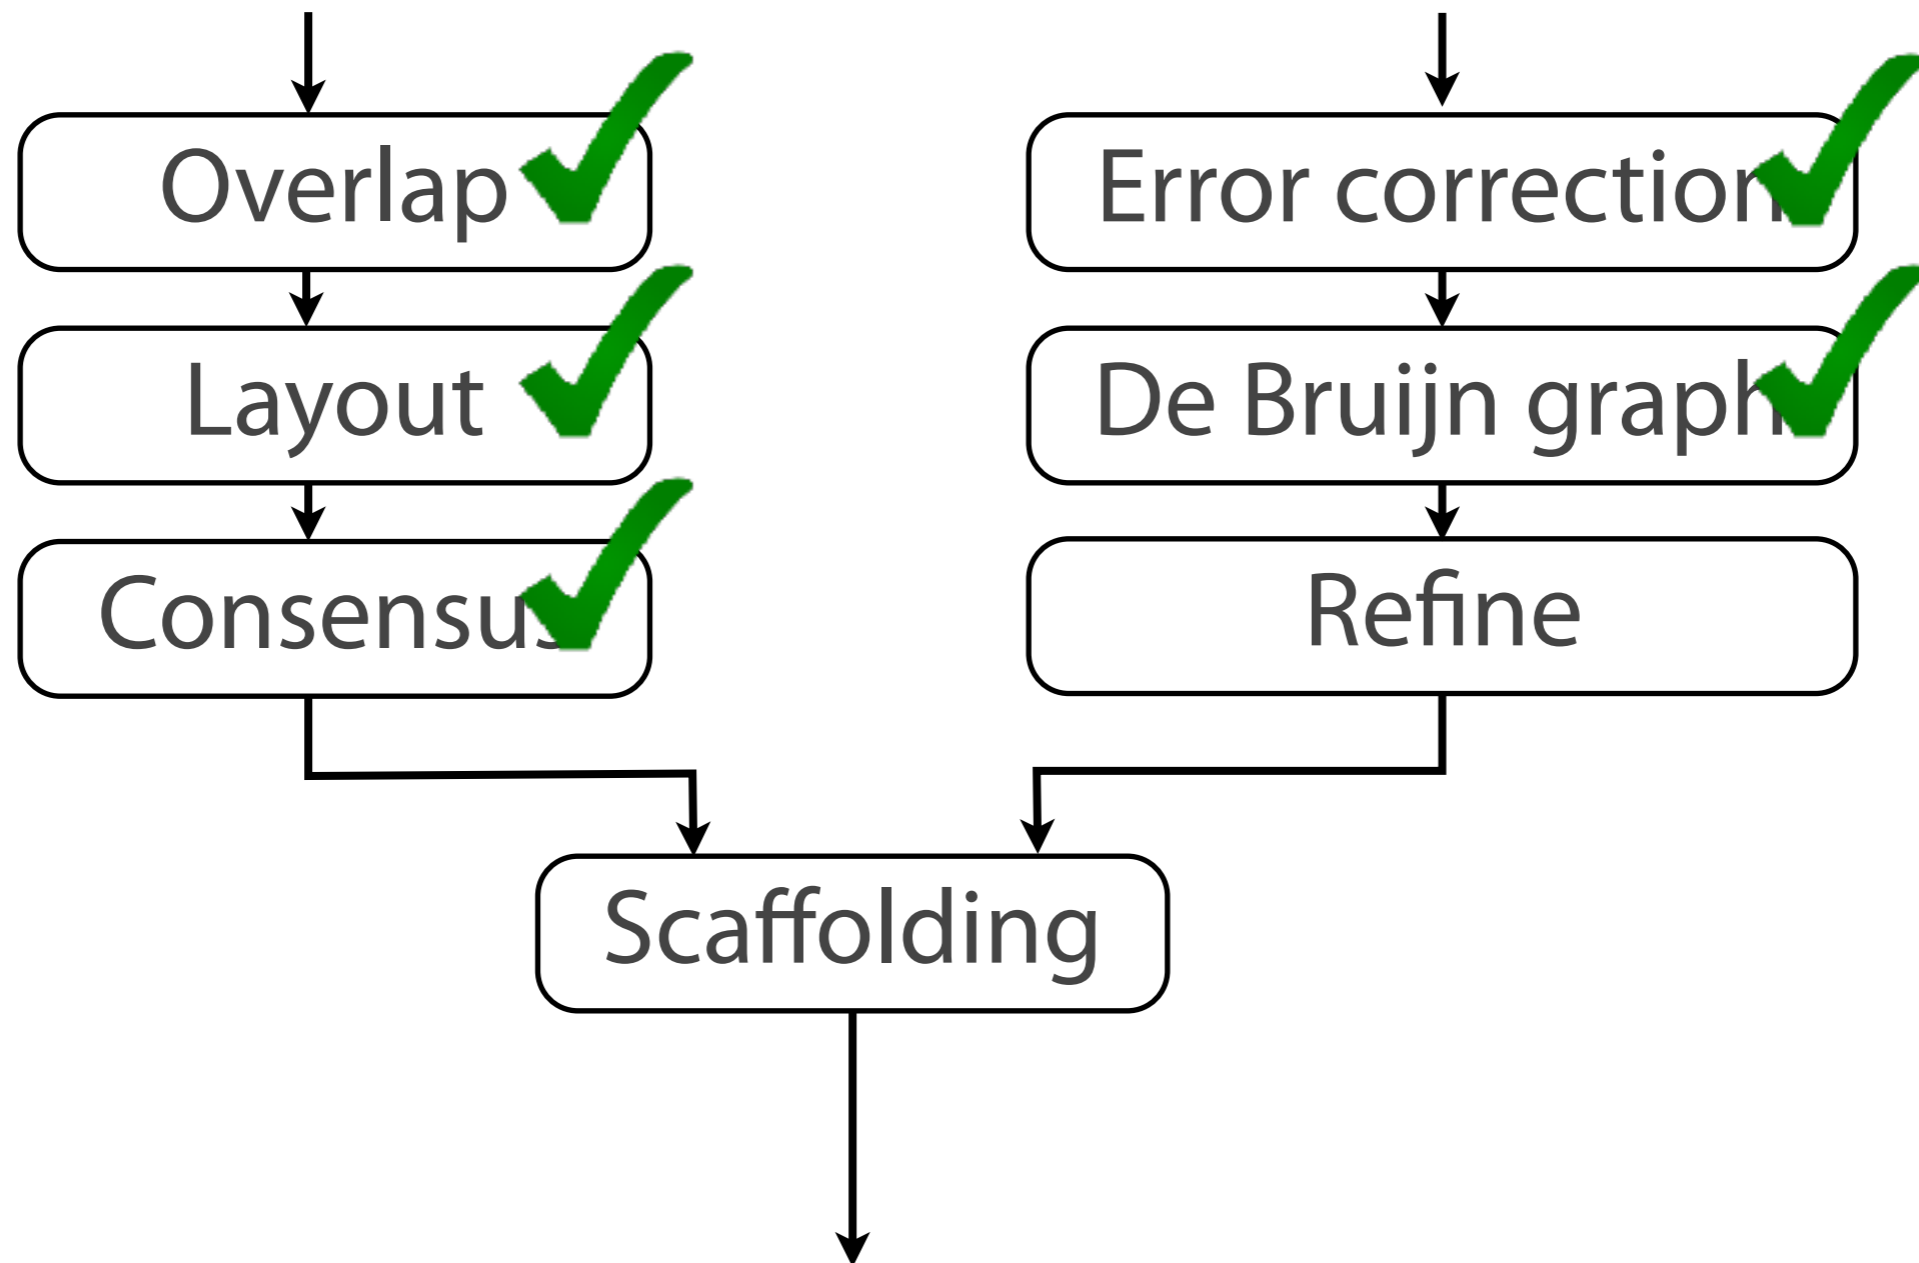 Overlap
Layout
Consensus
Error correction
De Bruijn graph
Refine
Scaffolding